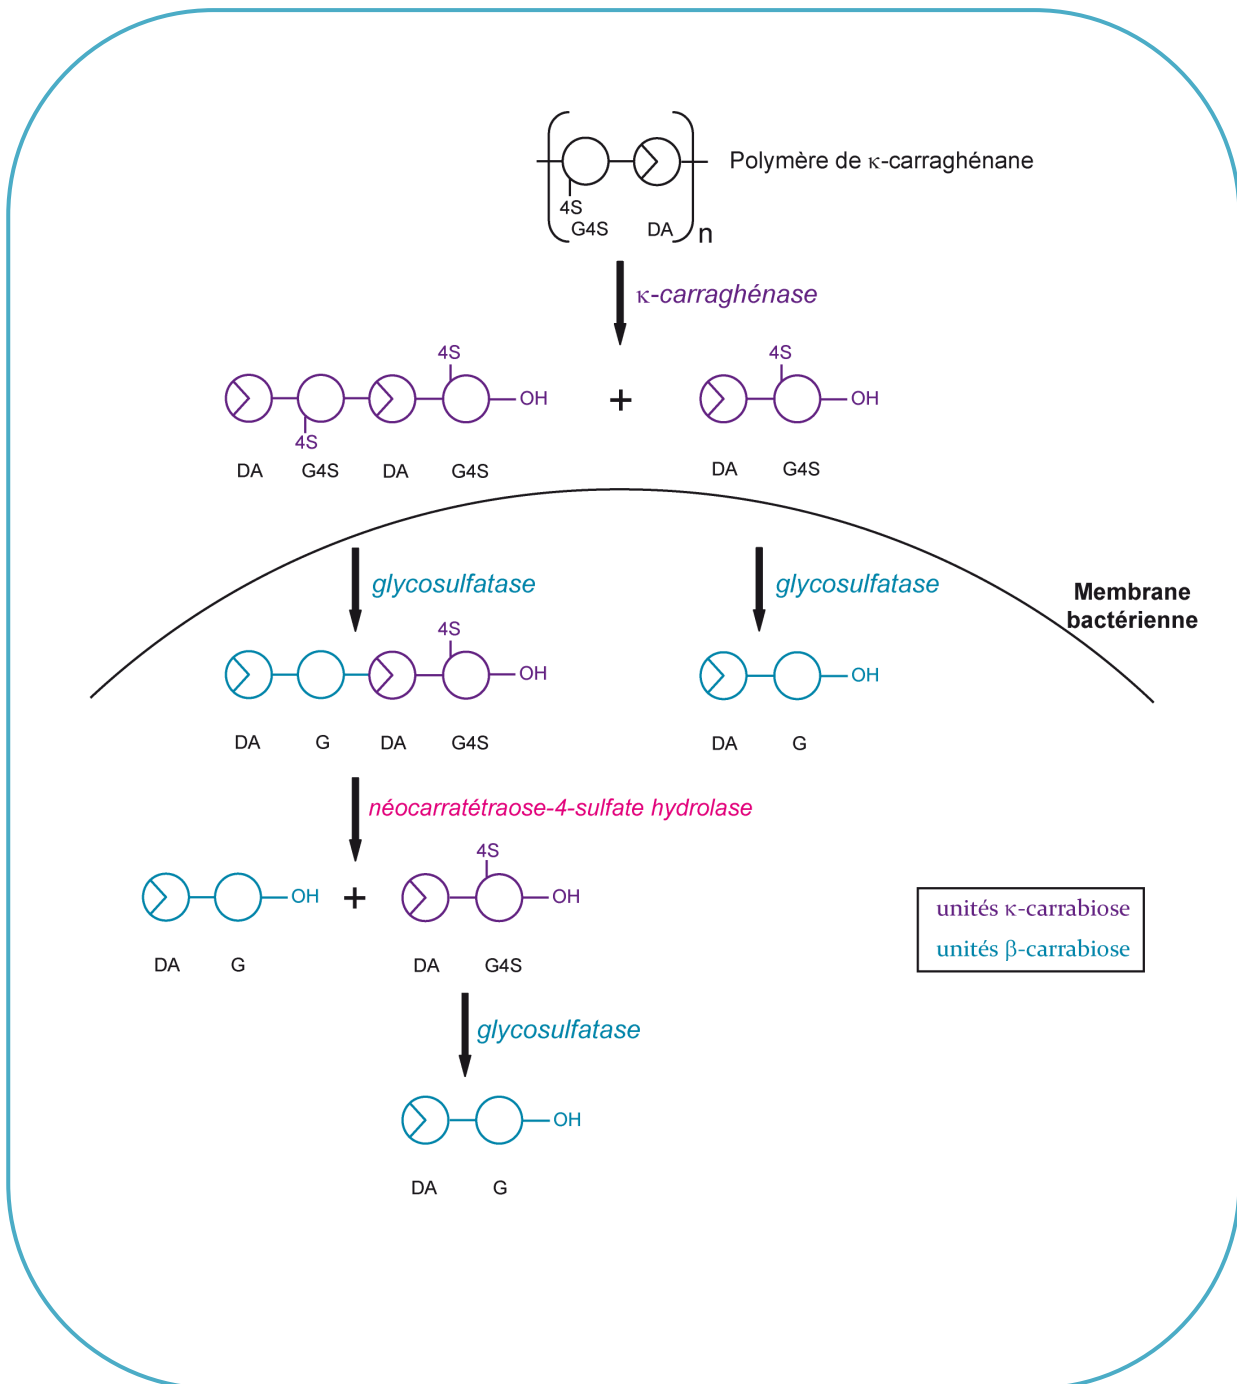 Polymère de κ-carraghénane
4S
G4S DA n
κ-carraghénase
4S 4S
OH + OH
4S
DA G4S DA G4S DA G4S
glycosulfatase glycosulfatase
Membrane
bactérienne
4S
OH OH
DA G DA G4S DA G
néocarratétraose-4-sulfate hydrolase
4S
OH + OH
unités κ-carrabiose
unités β-carrabiose
DA G DA G4S
glycosulfatase
OH
DA G